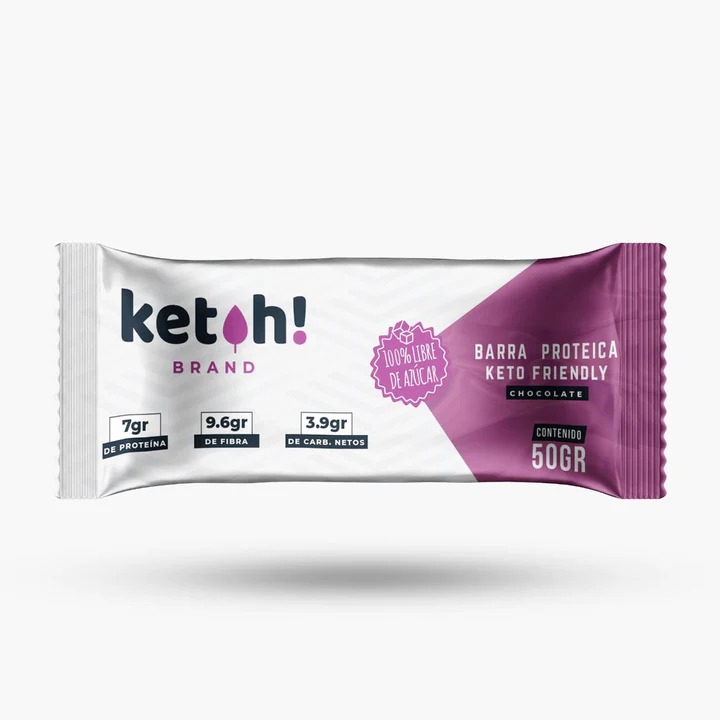 ketoh!
BRAND
7gr
DE PROTEÍNA
9.6gr
DE FIBRA
3.9gr
DE CARB. NETOS
100% LIBRE
DE AZÚCAR
BARRA PROTEICA
KETO FRIENDLY
CHOCOLATE
CONTENIDO
50GR